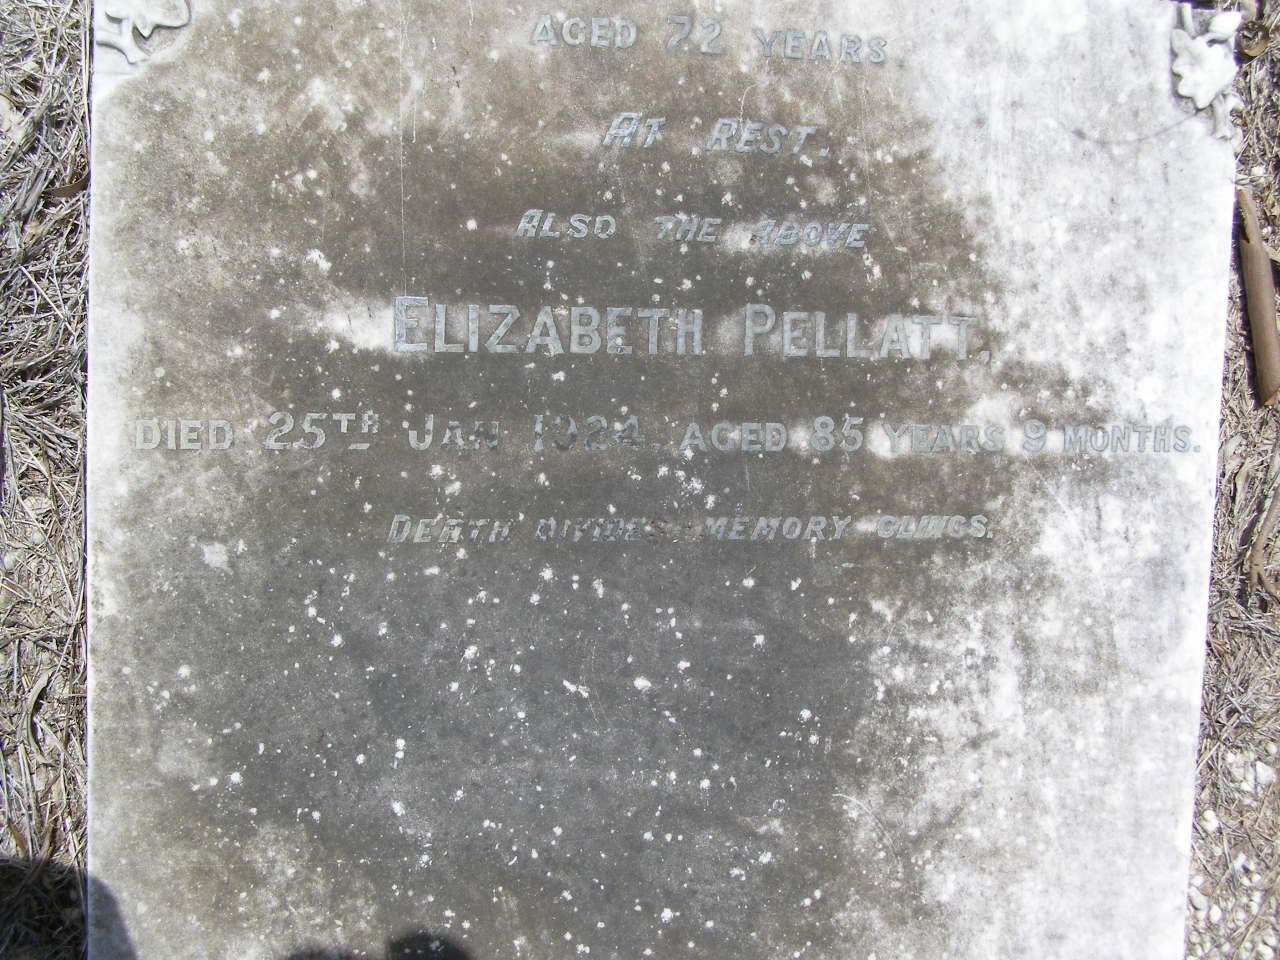 AGED 72 YEARS.
AT REST.
ALSO THE ABOVE
ELIZABETH PELLATT.
DIED 25TH JAN 1924. AGED 85 YEARS 9 MONTHS.
DEATH DIVIDES MEMORY CLINGS.